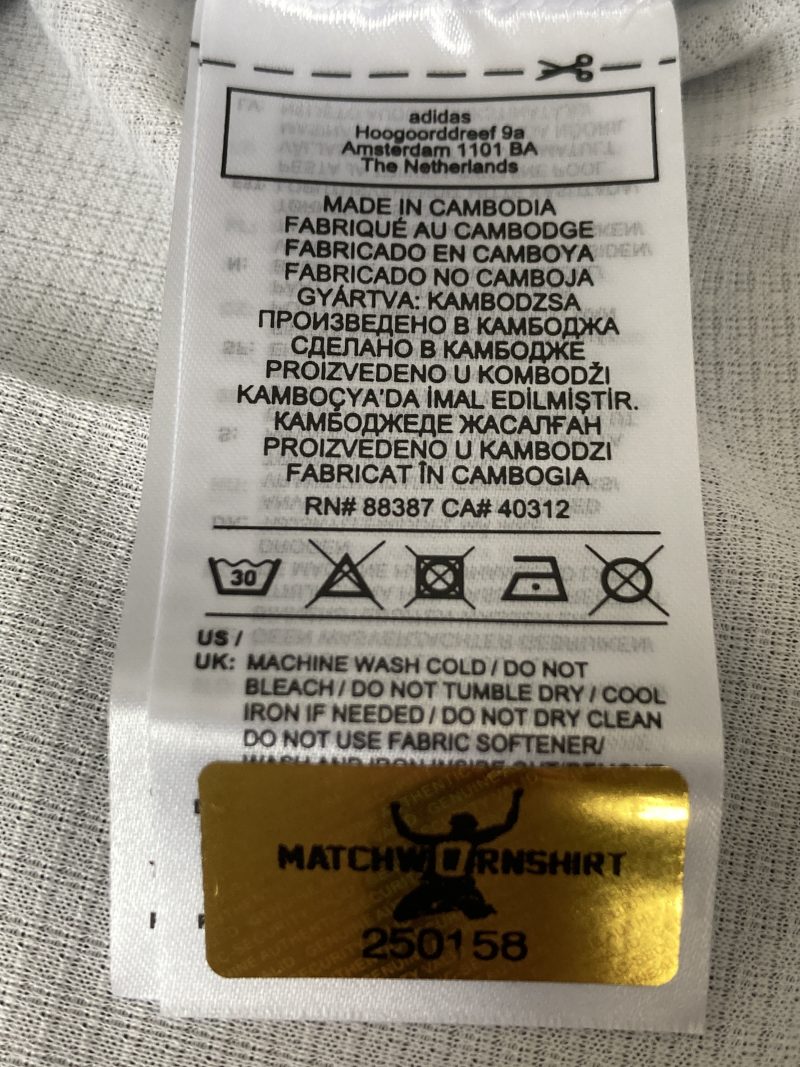 adidas
Hoogoorddreef 9a
Amsterdam 1101 BA
The Netherlands
MADE IN CAMBODIA
FABRIQUÉ AU CAMBODGE
FABRICADO EN CAMBOYA
FABRICADO NO CAMBOJA
GYÁRTVA: KAMBODZSA
ПРОИЗВЕДЕНО В КАМБОДЖА
СДЕЛАНО В КАМБОДЖЕ
PROIZVEDENO U KOMBODŽI
KAMBOÇYA'DA İMAL EDİLMİŞTİR.
КАМБОДЖЕДЕ ЖАСАЛҒАН
PROIZVEDENO U KAMBODZI
FABRICAT ÎN CAMBOGIA
RN# 88387 CA# 40312
30
US /
UK: MACHINE WASH COLD / DO NOT
BLEACH / DO NOT TUMBLE DRY / COOL
IRON IF NEEDED / DO NOT DRY CLEAN
DO NOT USE FABRIC SOFTENER/
MATCHWORNSHIRT
250158